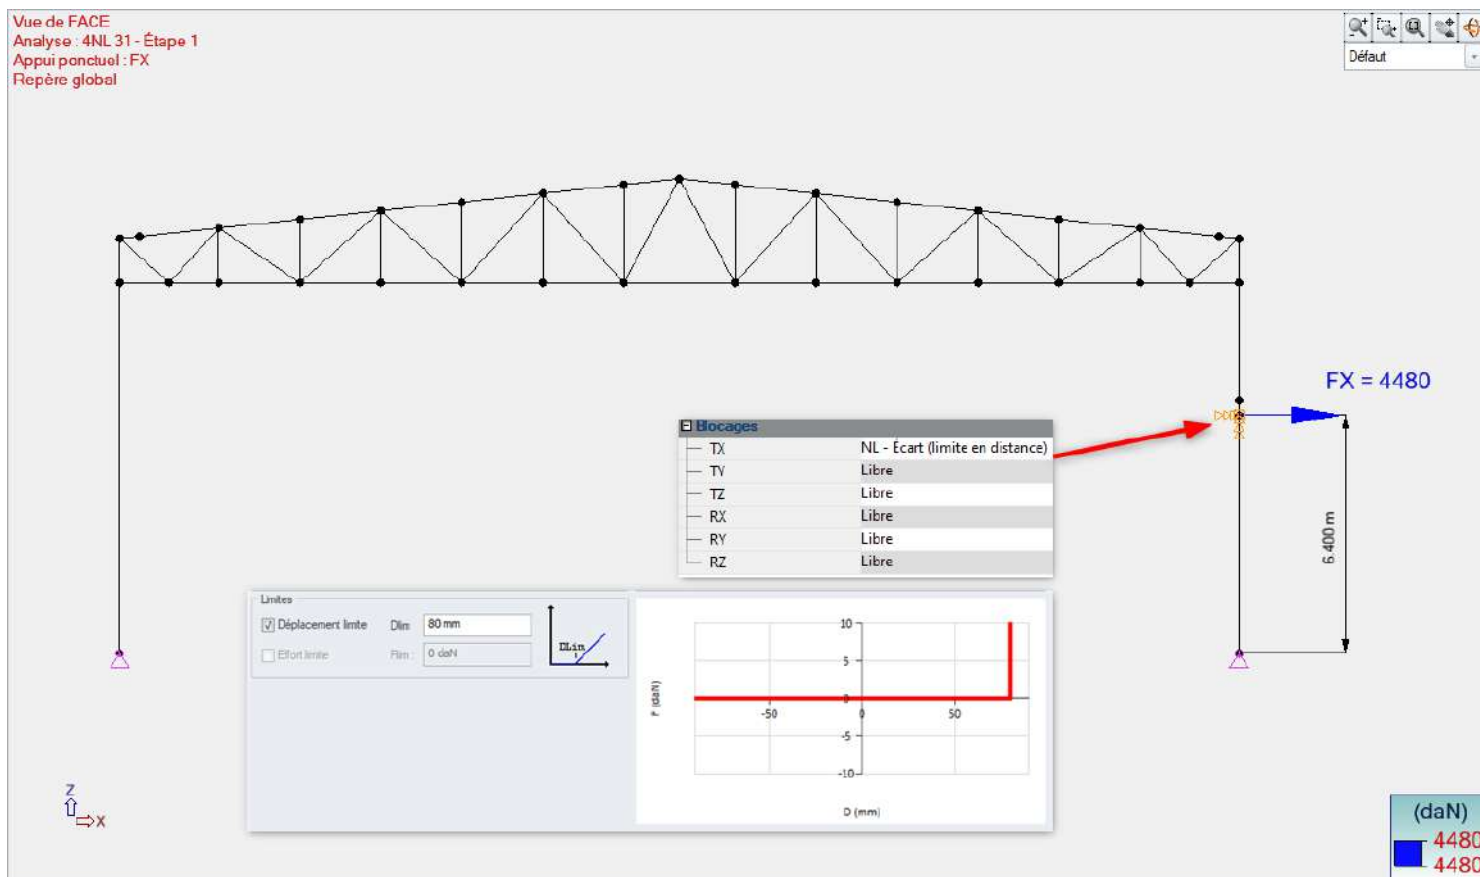 Vue de FACE
Analyse : 4NL 31 - Étape 1
Appui ponctuel : FX
Repère global
Défaut
FX = 4480
Blocages
TX NL - Écart (limite en distance)
TY Libre
TZ Libre
RX Libre
RY Libre
RZ Libre
6.400 m
Limites
Déplacement limite Dlim 80 mm
Effort limite Flim : 0 daN
DLim
10
5
0
-5
-10
-50 0 50
F (daN)
D (mm)
Z
X
(daN)
4480
4480